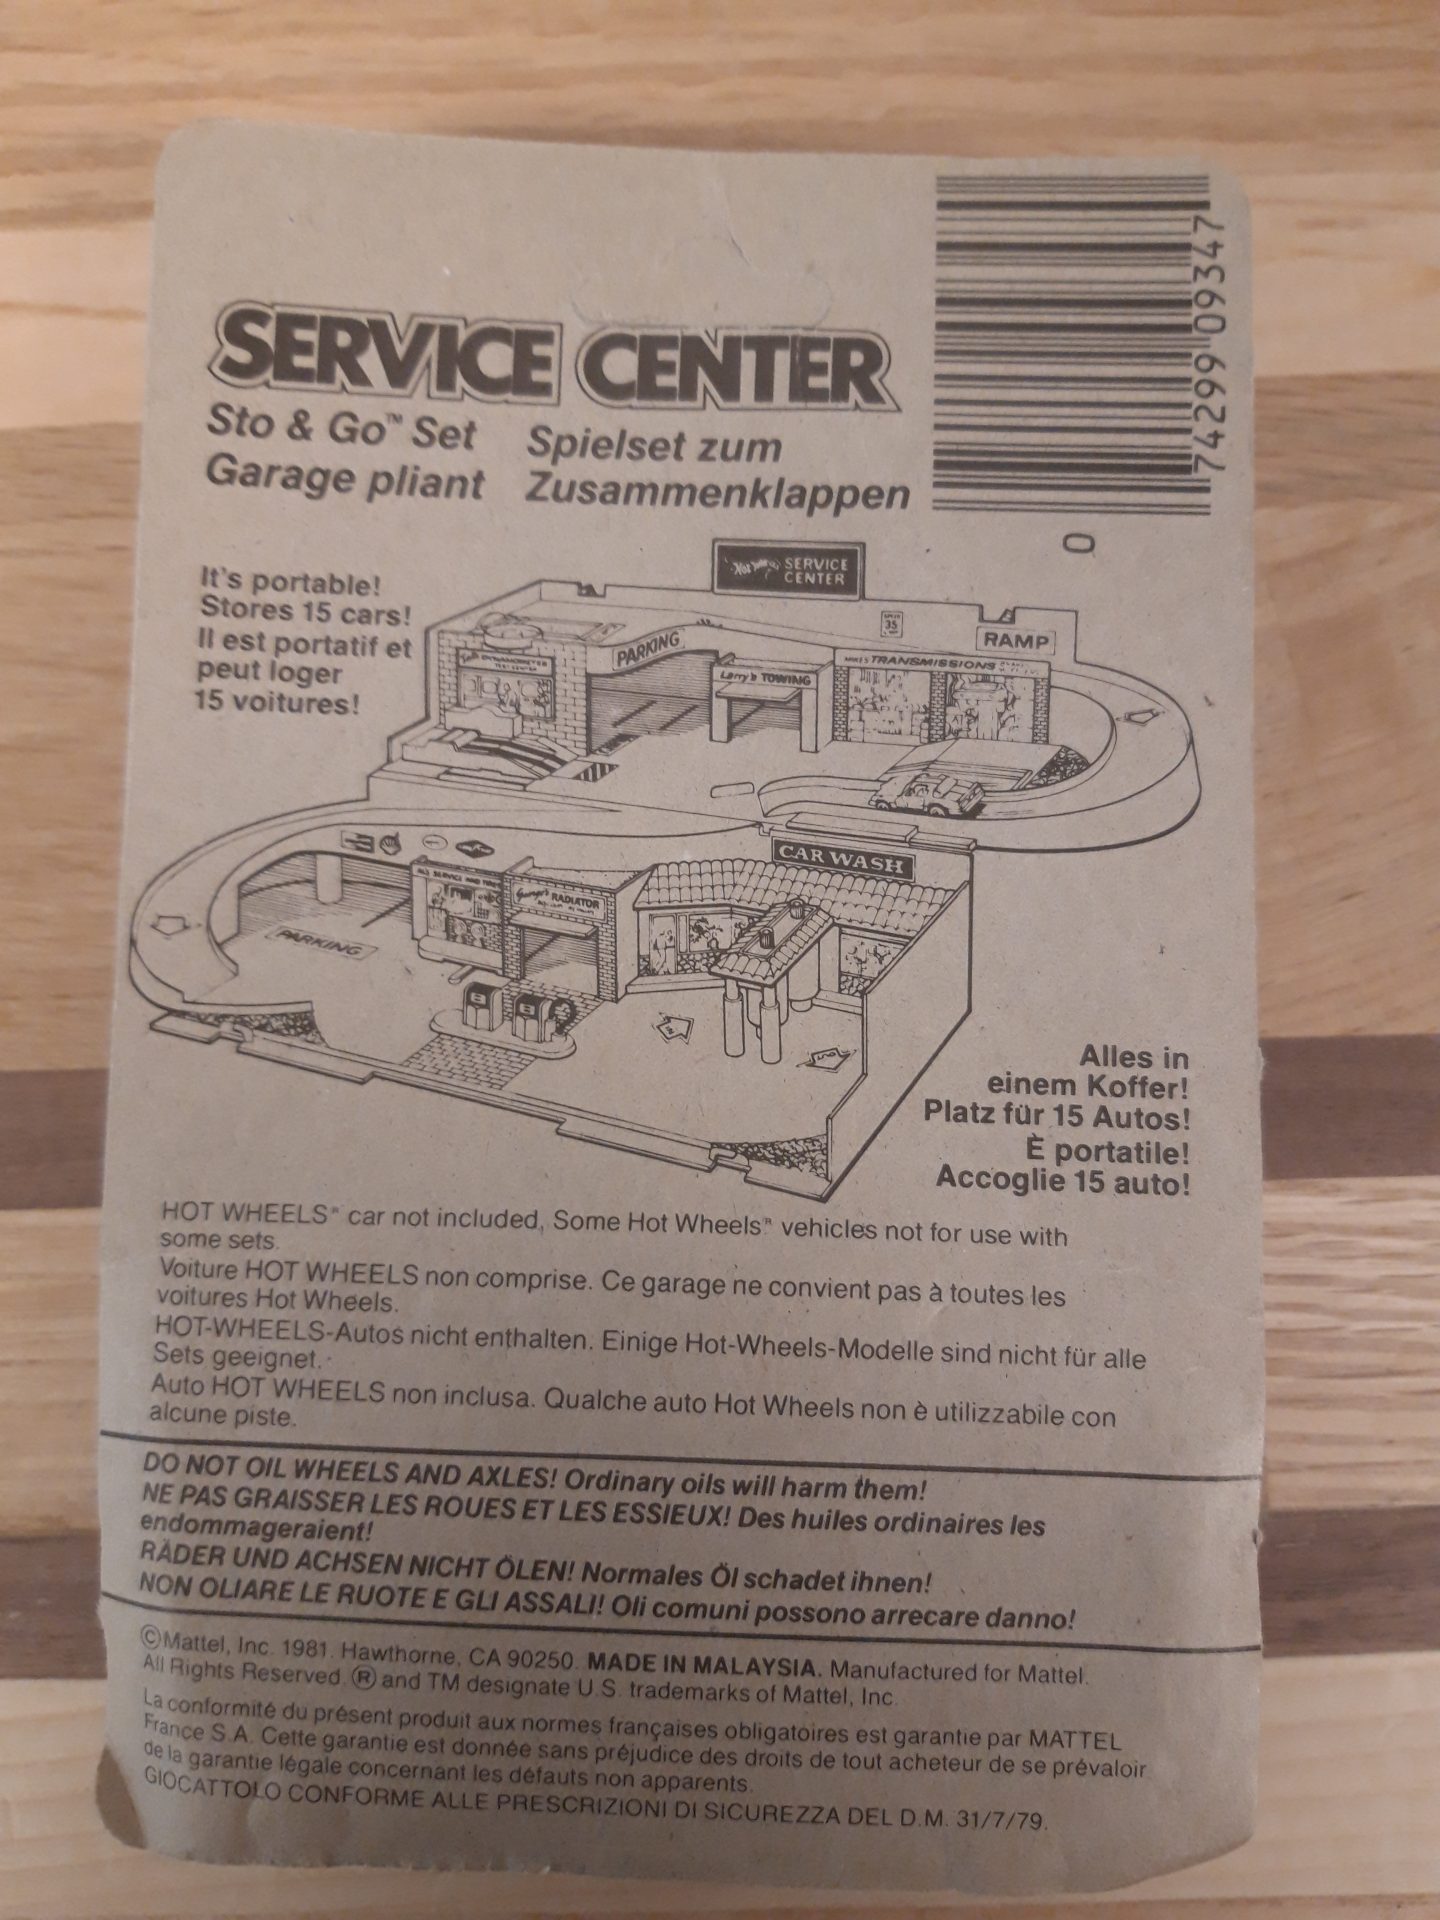 74299 09347
0
SERVICE CENTER
Sto & Go™ Set
Garage pliant
Spielset zum
Zusammenklappen
It's portable!
Stores 15 cars!
Il est portatif et
peut loger
15 voitures!
Hot Wheels SERVICE
CENTER
SPEED
35
RAMP
PARKING
DYNAMOMETER
Larry's TOWING
MIKE'S TRANSMISSIONS
CAR WASH
RADIATOR
PARKING
IN
OUT
Alles in
einem Koffer!
Platz für 15 Autos!
È portatile!
Accoglie 15 auto!
HOT WHEELS® car not included, Some Hot Wheels® vehicles not for use with
some sets.
Voiture HOT WHEELS non comprise. Ce garage ne convient pas à toutes les
voitures Hot Wheels.
HOT-WHEELS-Autos nicht enthalten. Einige Hot-Wheels-Modelle sind nicht für alle
Sets geeignet.
Auto HOT WHEELS non inclusa. Qualche auto Hot Wheels non è utilizzabile con
alcune piste.
DO NOT OIL WHEELS AND AXLES! Ordinary oils will harm them!
NE PAS GRAISSER LES ROUES ET LES ESSIEUX! Des huiles ordinaires les
endommageraient!
RÄDER UND ACHSEN NICHT ÖLEN! Normales Öl schadet ihnen!
NON OLIARE LE RUOTE E GLI ASSALI! Oli comuni possono arrecare danno!
©Mattel, Inc. 1981. Hawthorne, CA 90250. MADE IN MALAYSIA. Manufactured for Mattel.
All Rights Reserved. ® and TM designate U.S. trademarks of Mattel, Inc.
La conformité du présent produit aux normes françaises obligatoires est garantie par MATTEL
France S.A. Cette garantie est donnée sans préjudice des droits de tout acheteur de se prévaloir
de la garantie légale concernant les défauts non apparents.
GIOCATTOLO CONFORME ALLE PRESCRIZIONI DI SICUREZZA DEL D.M. 31/7/79.